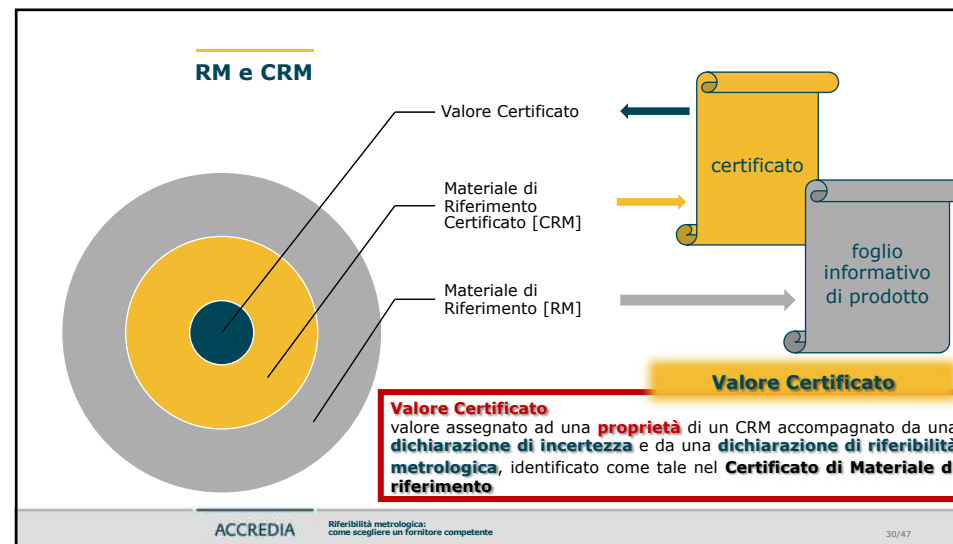 RM e CRM
Valore Certificato
Materiale di
Riferimento
Certificato [CRM]
Materiale di
Riferimento [RM]
certificato
foglio
informativo
di prodotto
Valore Certificato
Valore Certificato
valore assegnato ad una proprietà di un CRM accompagnato da una
dichiarazione di incertezza e da una dichiarazione di riferibilità
metrologica, identificato come tale nel Certificato di Materiale di
riferimento
ACCREDIA
Riferibilità metrologica:
come scegliere un fornitore competente
30/47